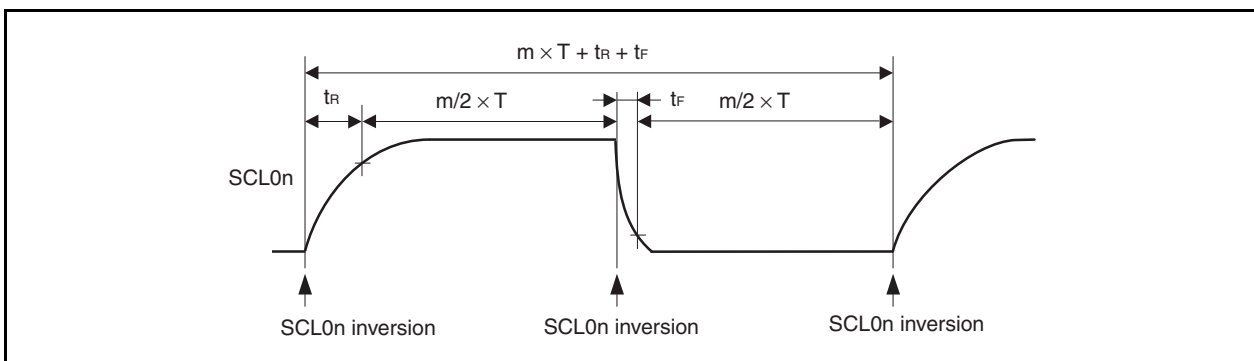 m × T + tR + tF
tR
m/2 × T
tF
m/2 × T
SCL0n
SCL0n inversion
SCL0n inversion
SCL0n inversion